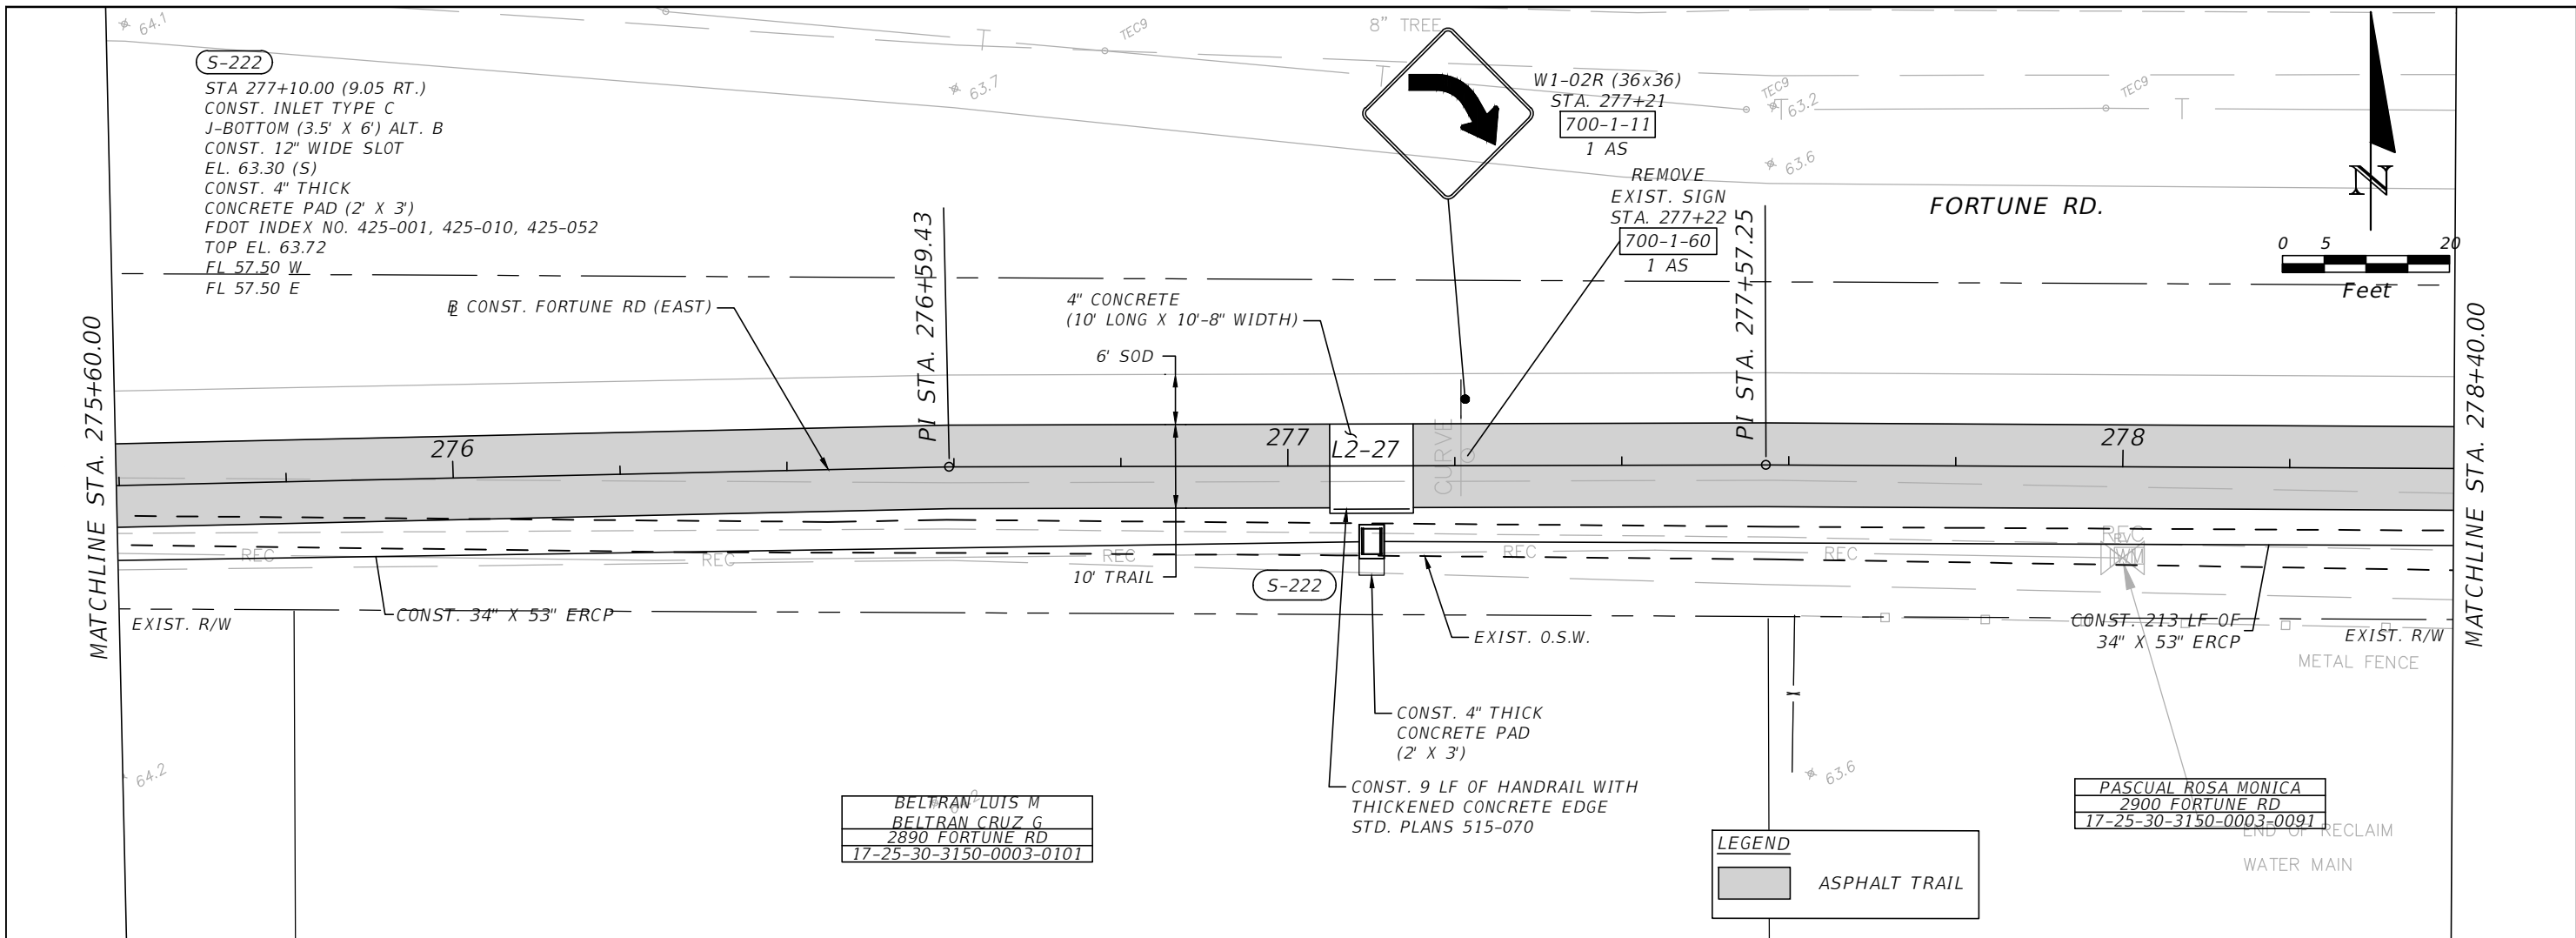 64.1
8" TREE
TEC9
63.7
S-222
STA 277+10.00 (9.05 RT.)
CONST. INLET TYPE C
J-BOTTOM (3.5' X 6') ALT. B
CONST. 12" WIDE SLOT
EL. 63.30 (S)
CONST. 4" THICK
CONCRETE PAD (2' X 3')
FDOT INDEX NO. 425-001, 425-010, 425-052
TOP EL. 63.72
FL 57.50 W
FL 57.50 E
W1-02R (36x36)
STA. 277+21
700-1-11
1 AS
REMOVE
EXIST. SIGN
STA. 277+22
700-1-60
1 AS
TEC9
63.2
TEC9
63.6
FORTUNE RD.
N
0 5 20
Feet
MATCHLINE STA. 275+60.00
PI STA. 276+59.43
PI STA. 277+57.25
MATCHLINE STA. 278+40.00
BL CONST. FORTUNE RD (EAST)
4" CONCRETE
(10' LONG X 10'-8" WIDTH)
6' SOD
276
277
L2-27
CURVE
278
REC
REC
REC
REC
REC
REC
RV
WM
10' TRAIL
S-222
EXIST. R/W
CONST. 34" X 53" ERCP
EXIST. O.S.W.
CONST. 213 LF OF
34" X 53" ERCP
EXIST. R/W
METAL FENCE
CONST. 4" THICK
CONCRETE PAD
(2' X 3')
CONST. 9 LF OF HANDRAIL WITH
THICKENED CONCRETE EDGE
STD. PLANS 515-070
64.2
63.6
BELTRAN LUIS M
BELTRAN CRUZ G
2890 FORTUNE RD
17-25-30-3150-0003-0101
PASCUAL ROSA MONICA
2900 FORTUNE RD
17-25-30-3150-0003-0091
END OF RECLAIM
WATER MAIN
LEGEND
ASPHALT TRAIL